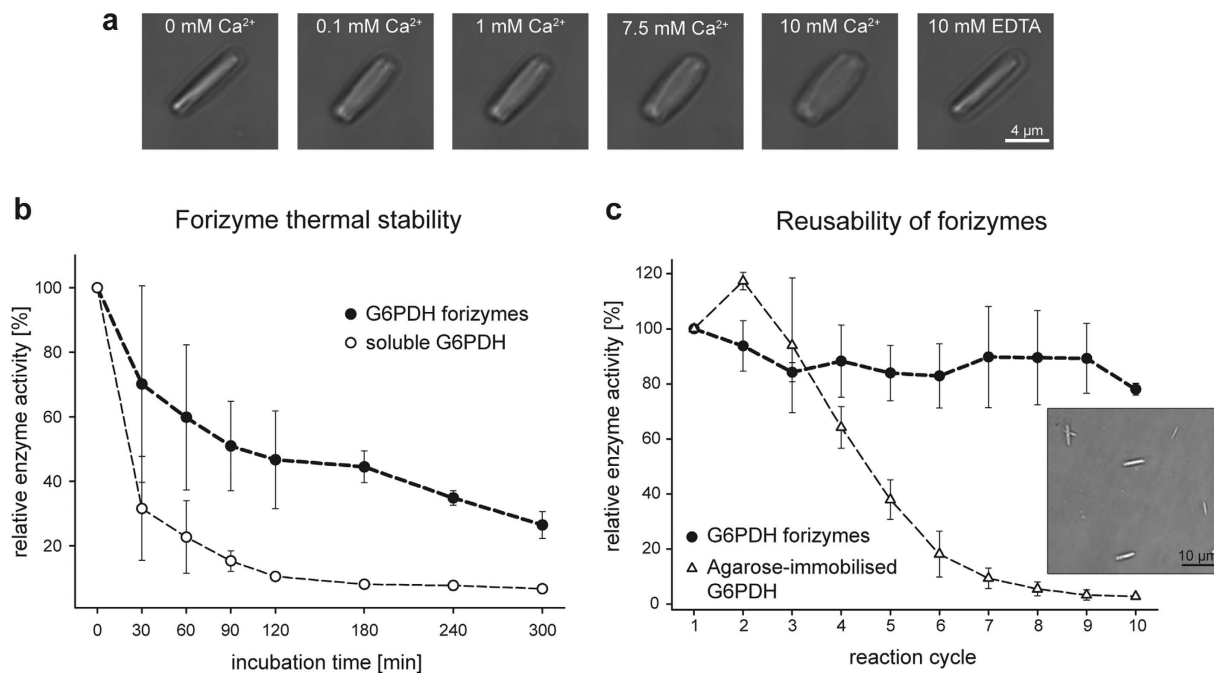 a
0 mM Ca²⁺
0.1 mM Ca²⁺
1 mM Ca²⁺
7.5 mM Ca²⁺
10 mM Ca²⁺
10 mM EDTA
4 µm
b
Forizyme thermal stability
relative enzyme activity [%]
100
80
60
40
20
G6PDH forizymes
soluble G6PDH
0 30 60 90 120 180 240 300
incubation time [min]
c
Reusability of forizymes
relative enzyme activity [%]
120
100
80
60
40
20
0
G6PDH forizymes
Agarose-immobilised
G6PDH
10 µm
1 2 3 4 5 6 7 8 9 10
reaction cycle